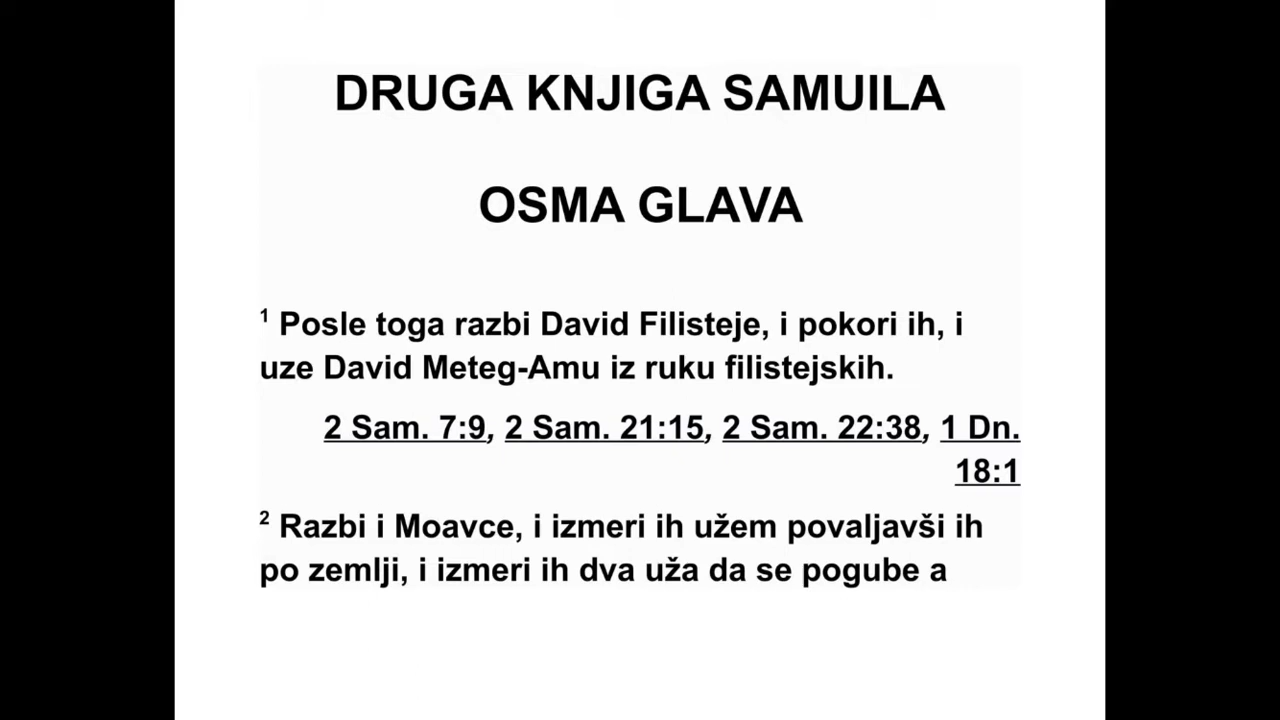 DRUGA KNJIGA SAMUILA
OSMA GLAVA
1 Posle toga razbi David Filisteje, i pokori ih, i
uze David Meteg-Amu iz ruku filistejskih.
2 Sam. 7:9, 2 Sam. 21:15, 2 Sam. 22:38, 1 Dn.
18:1
2 Razbi i Moavce, i izmeri ih užem povaljavši ih
po zemlji, i izmeri ih dva uža da se pogube a